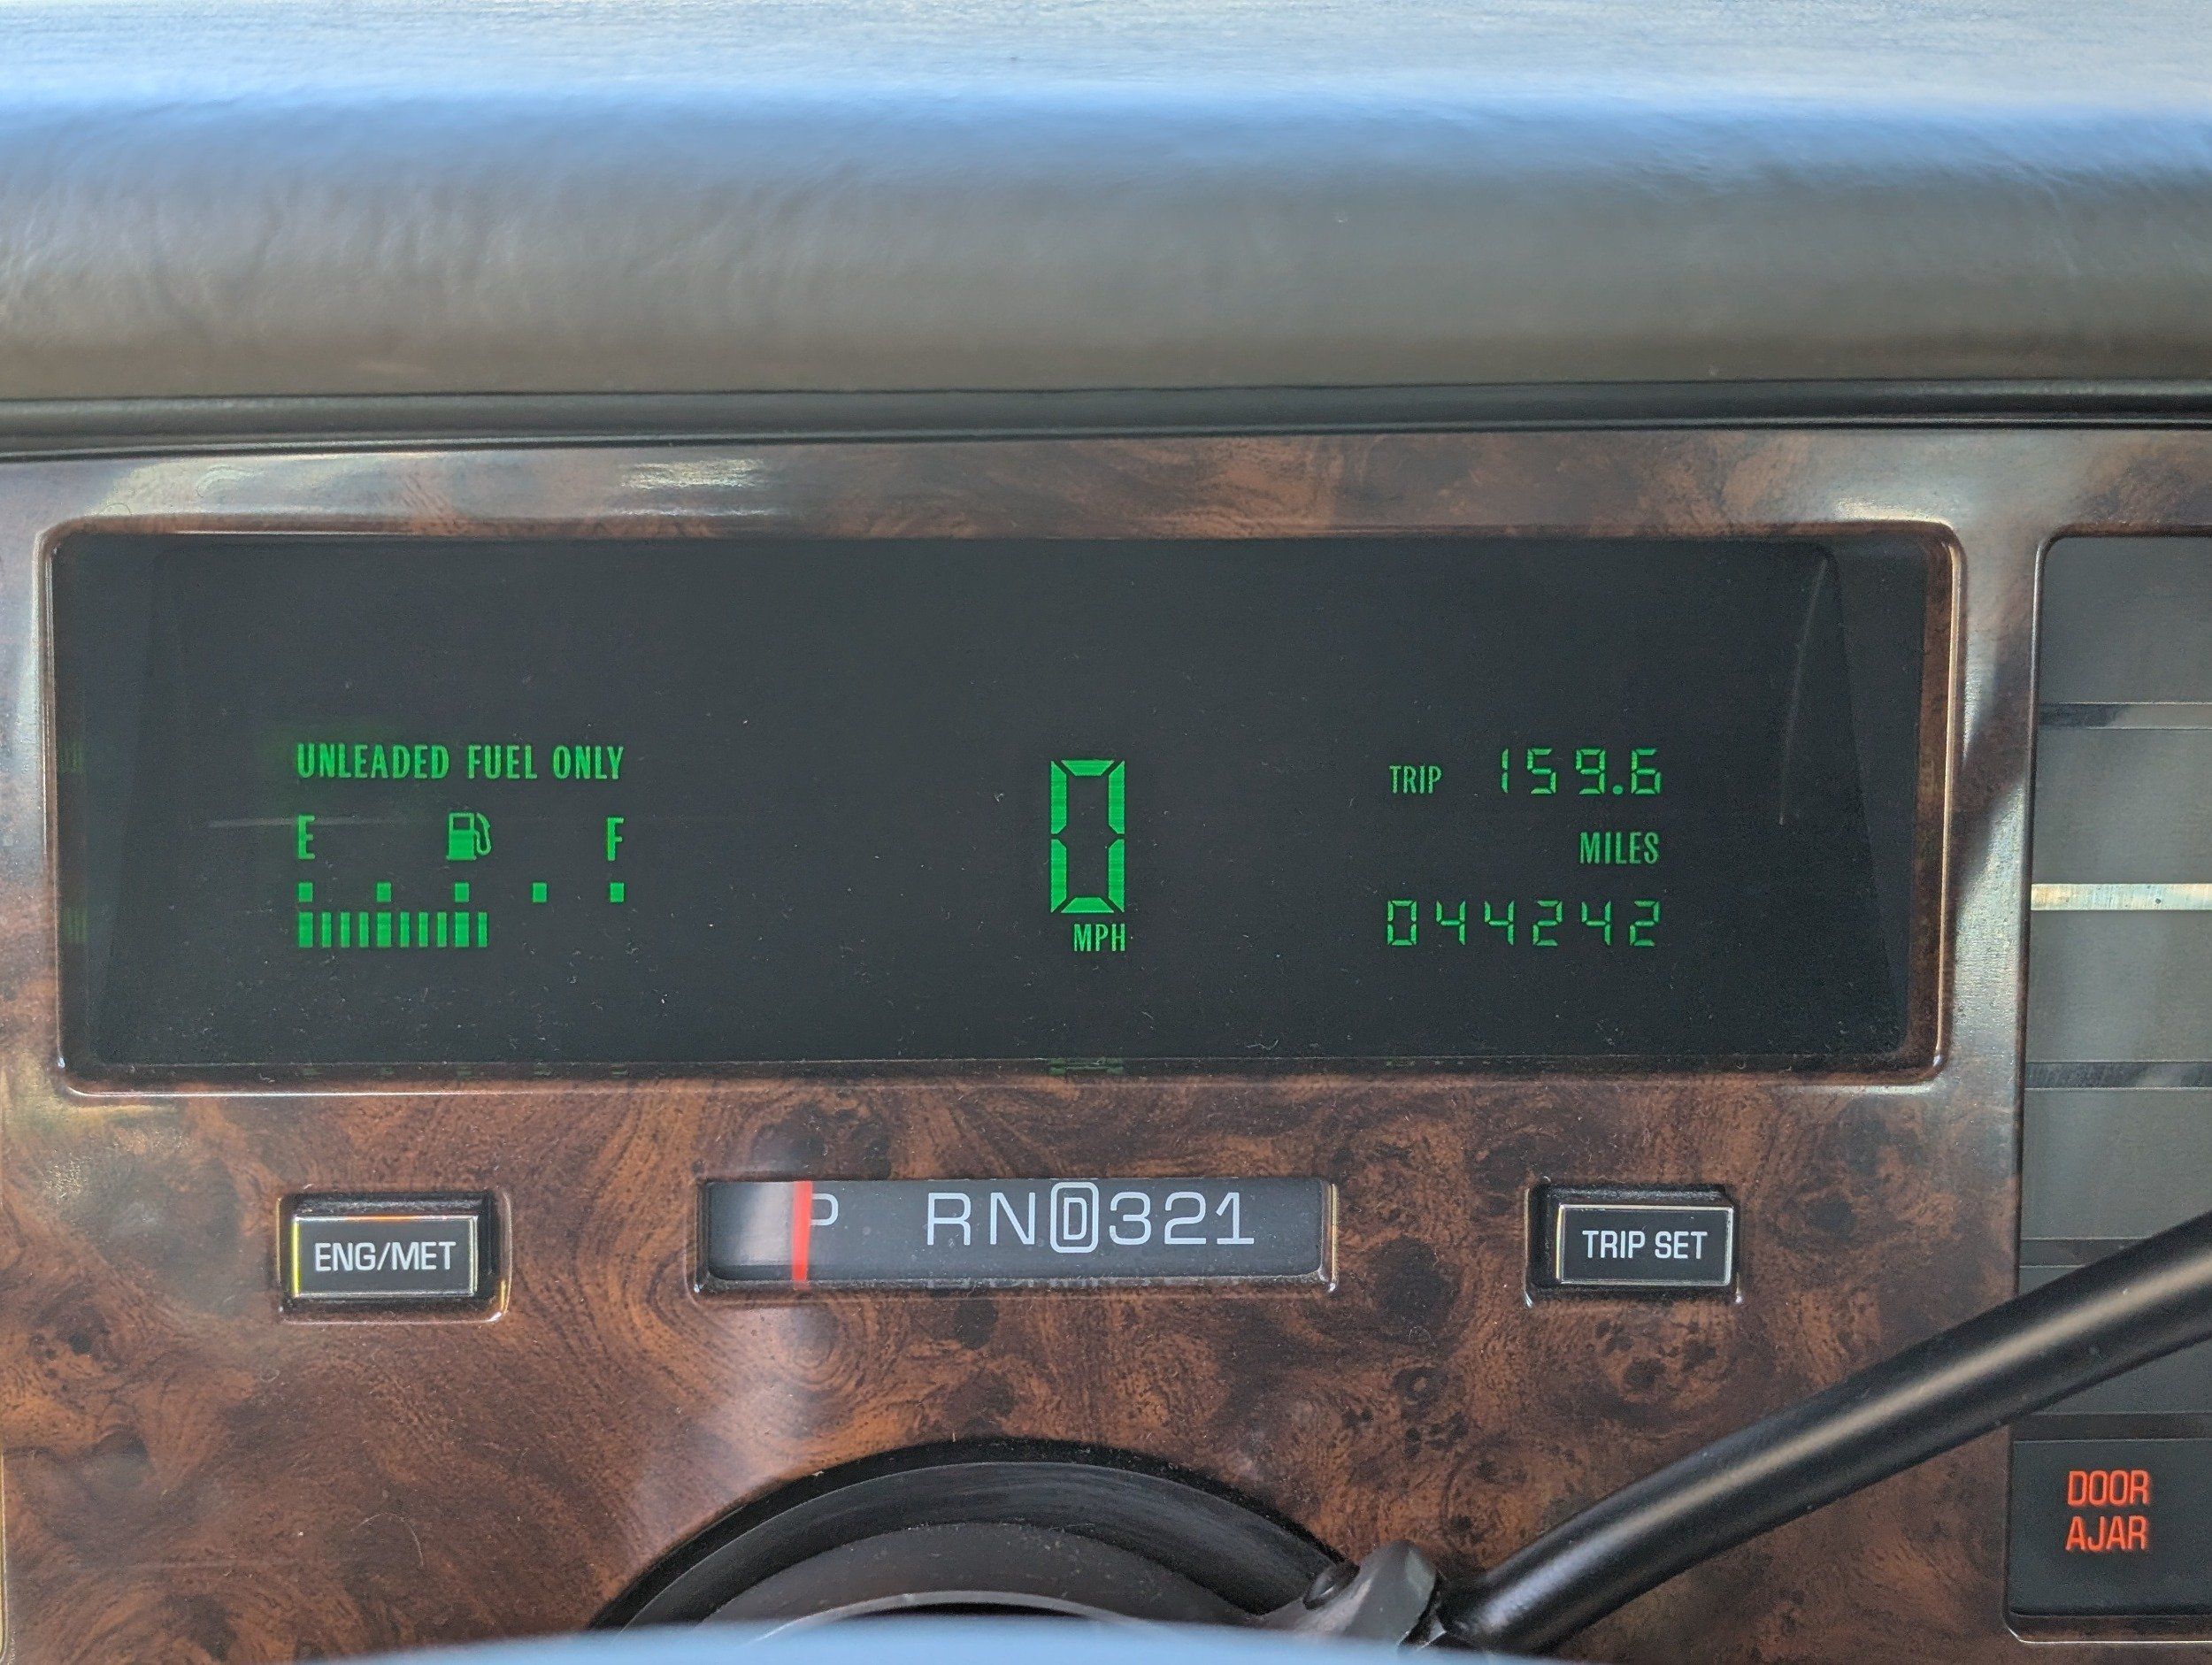 UNLEADED FUEL ONLY
E F
0
MPH
TRIP 159.6
MILES
044242
ENG/MET
P RND321
TRIP SET
DOOR
AJAR